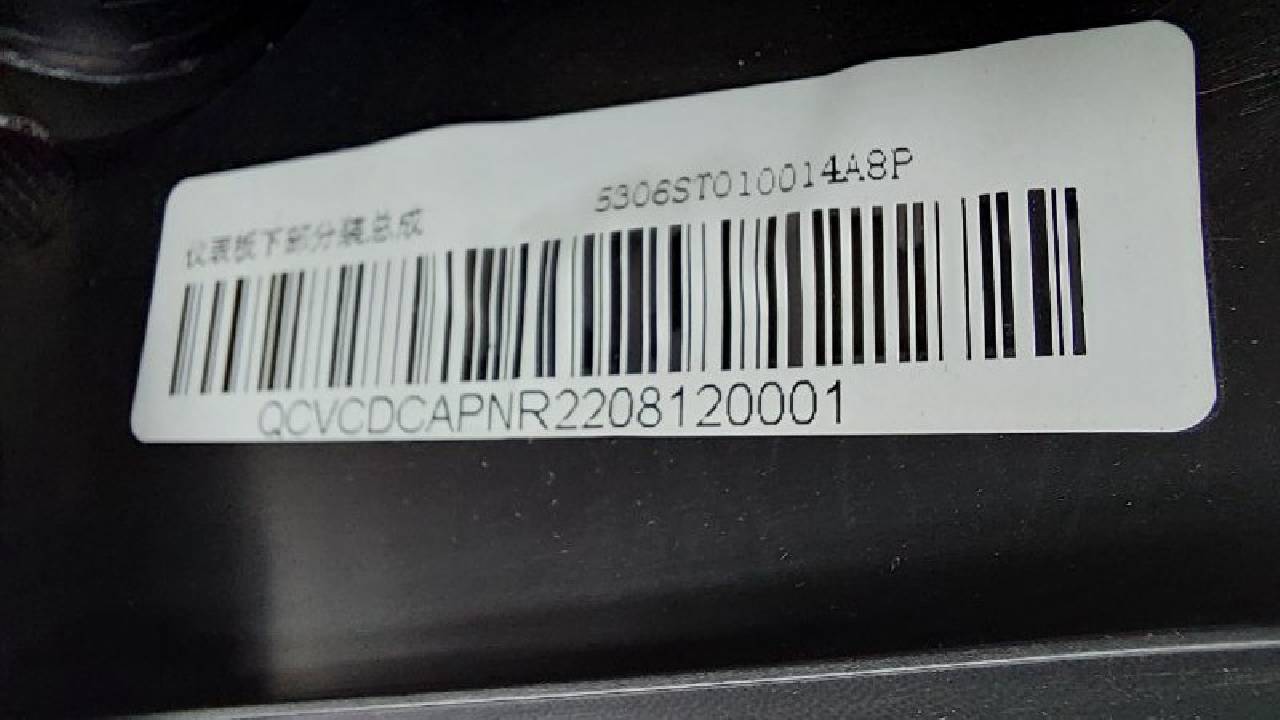 仪表板下部分装总成 5306ST010014A8P
QCVCDCAPNR2208120001